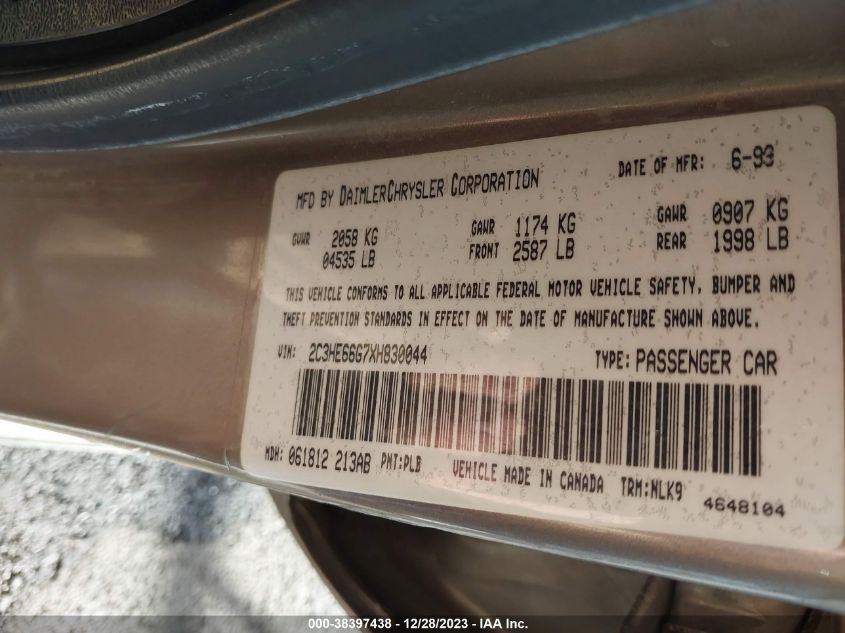 MFD BY DAIMLERCHRYSLER CORPORATION DATE OF MFR: 6-93
GVWR 2058 KG GAWR 1174 KG GAWR 0907 KG
04535 LB FRONT 2587 LB REAR 1998 LB
THIS VEHICLE CONFORMS TO ALL APPLICABLE FEDERAL MOTOR VEHICLE SAFETY, BUMPER AND
THEFT PREVENTION STANDARDS IN EFFECT ON THE DATE OF MANUFACTURE SHOWN ABOVE.
VIN: 2C3HE66G7XH830044 TYPE: PASSENGER CAR
MDH: 061812 213AB PNT:PLB VEHICLE MADE IN CANADA TRM:NLK9 4648104
000-38397438 - 12/28/2023 - IAA Inc.